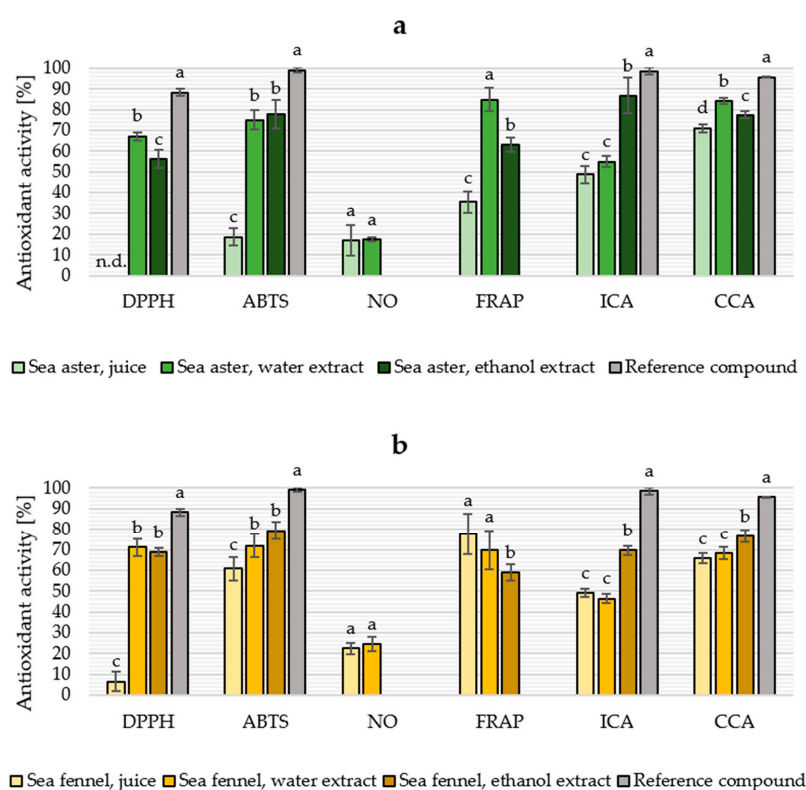 a
Antioxidant activity [%]
100
90
80
70
60
50
40
30
20
10
0
n.d. b c a
c b b a
a a
c a b
c c b a
d b c a
DPPH ABTS NO FRAP ICA CCA
Sea aster, juice Sea aster, water extract Sea aster, ethanol extract Reference compound
b
Antioxidant activity [%]
100
90
80
70
60
50
40
30
20
10
0
c b b a
c b b a
a a
a a b
c c b a
c c b a
DPPH ABTS NO FRAP ICA CCA
Sea fennel, juice Sea fennel, water extract Sea fennel, ethanol extract Reference compound